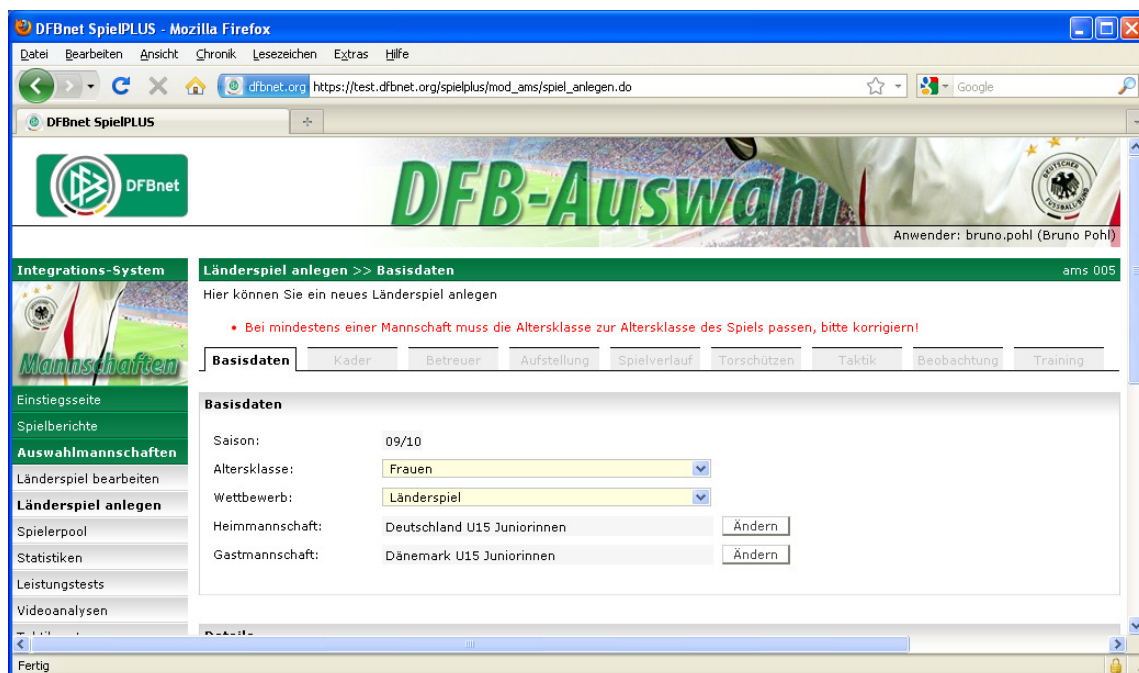 DFBnet SpielPLUS - Mozilla Firefox
Datei Bearbeiten Ansicht Chronik Lesezeichen Extras Hilfe
dfbnet.org https://test.dfbnet.org/spielplus/mod_ams/spiel_anlegen.do Google
DFBnet SpielPLUS
DFBnet DFB-Auswahl
Anwender: bruno.pohl (Bruno Pohl)
Integrations-System
Mannschaften
Einstiegsseite
Spielberichte
Auswahlmannschaften
Länderspiel bearbeiten
Länderspiel anlegen
Spielerpool
Statistiken
Leistungstests
Videoanalysen
Länderspiel anlegen >> Basisdaten ams 005
Hier können Sie ein neues Länderspiel anlegen
• Bei mindestens einer Mannschaft muss die Altersklasse zur Altersklasse des Spiels passen, bitte korrigiern!
Basisdaten Kader Betreuer Aufstellung Spielverlauf Torschützen Taktik Beobachtung Training
Basisdaten
Saison: 09/10
Altersklasse: Frauen
Wettbewerb: Länderspiel
Heimmannschaft: Deutschland U15 Juniorinnen Ändern
Gastmannschaft: Dänemark U15 Juniorinnen Ändern
Details
Fertig